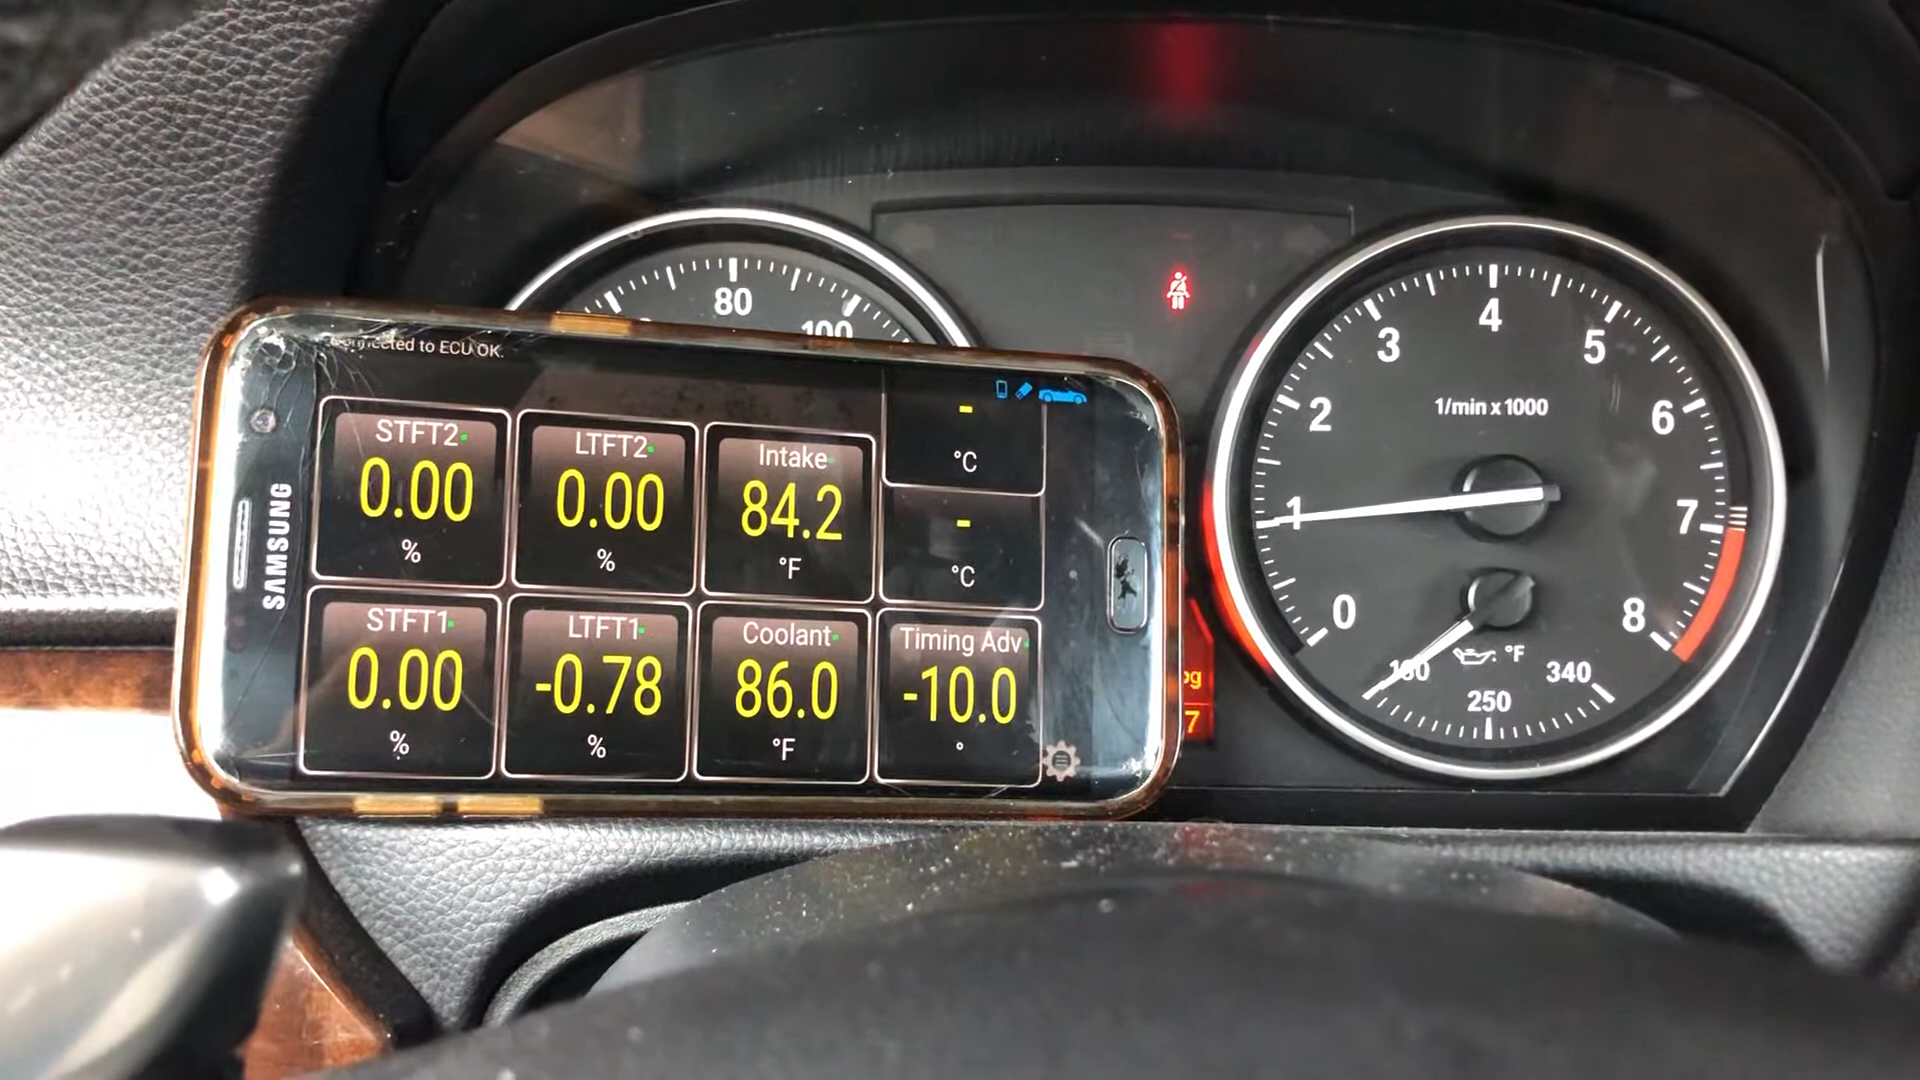 Connected to ECU OK.
SAMSUNG
STFT2
0.00
%
LTFT2
0.00
%
Intake
84.2
°F
-
°C
-
°C
STFT1
0.00
%
LTFT1
-0.78
%
Coolant
86.0
°F
Timing Adv
-10.0
°
80
100
0
1
2
3
4
5
6
7
8
1/min x 1000
°F
250
340
7